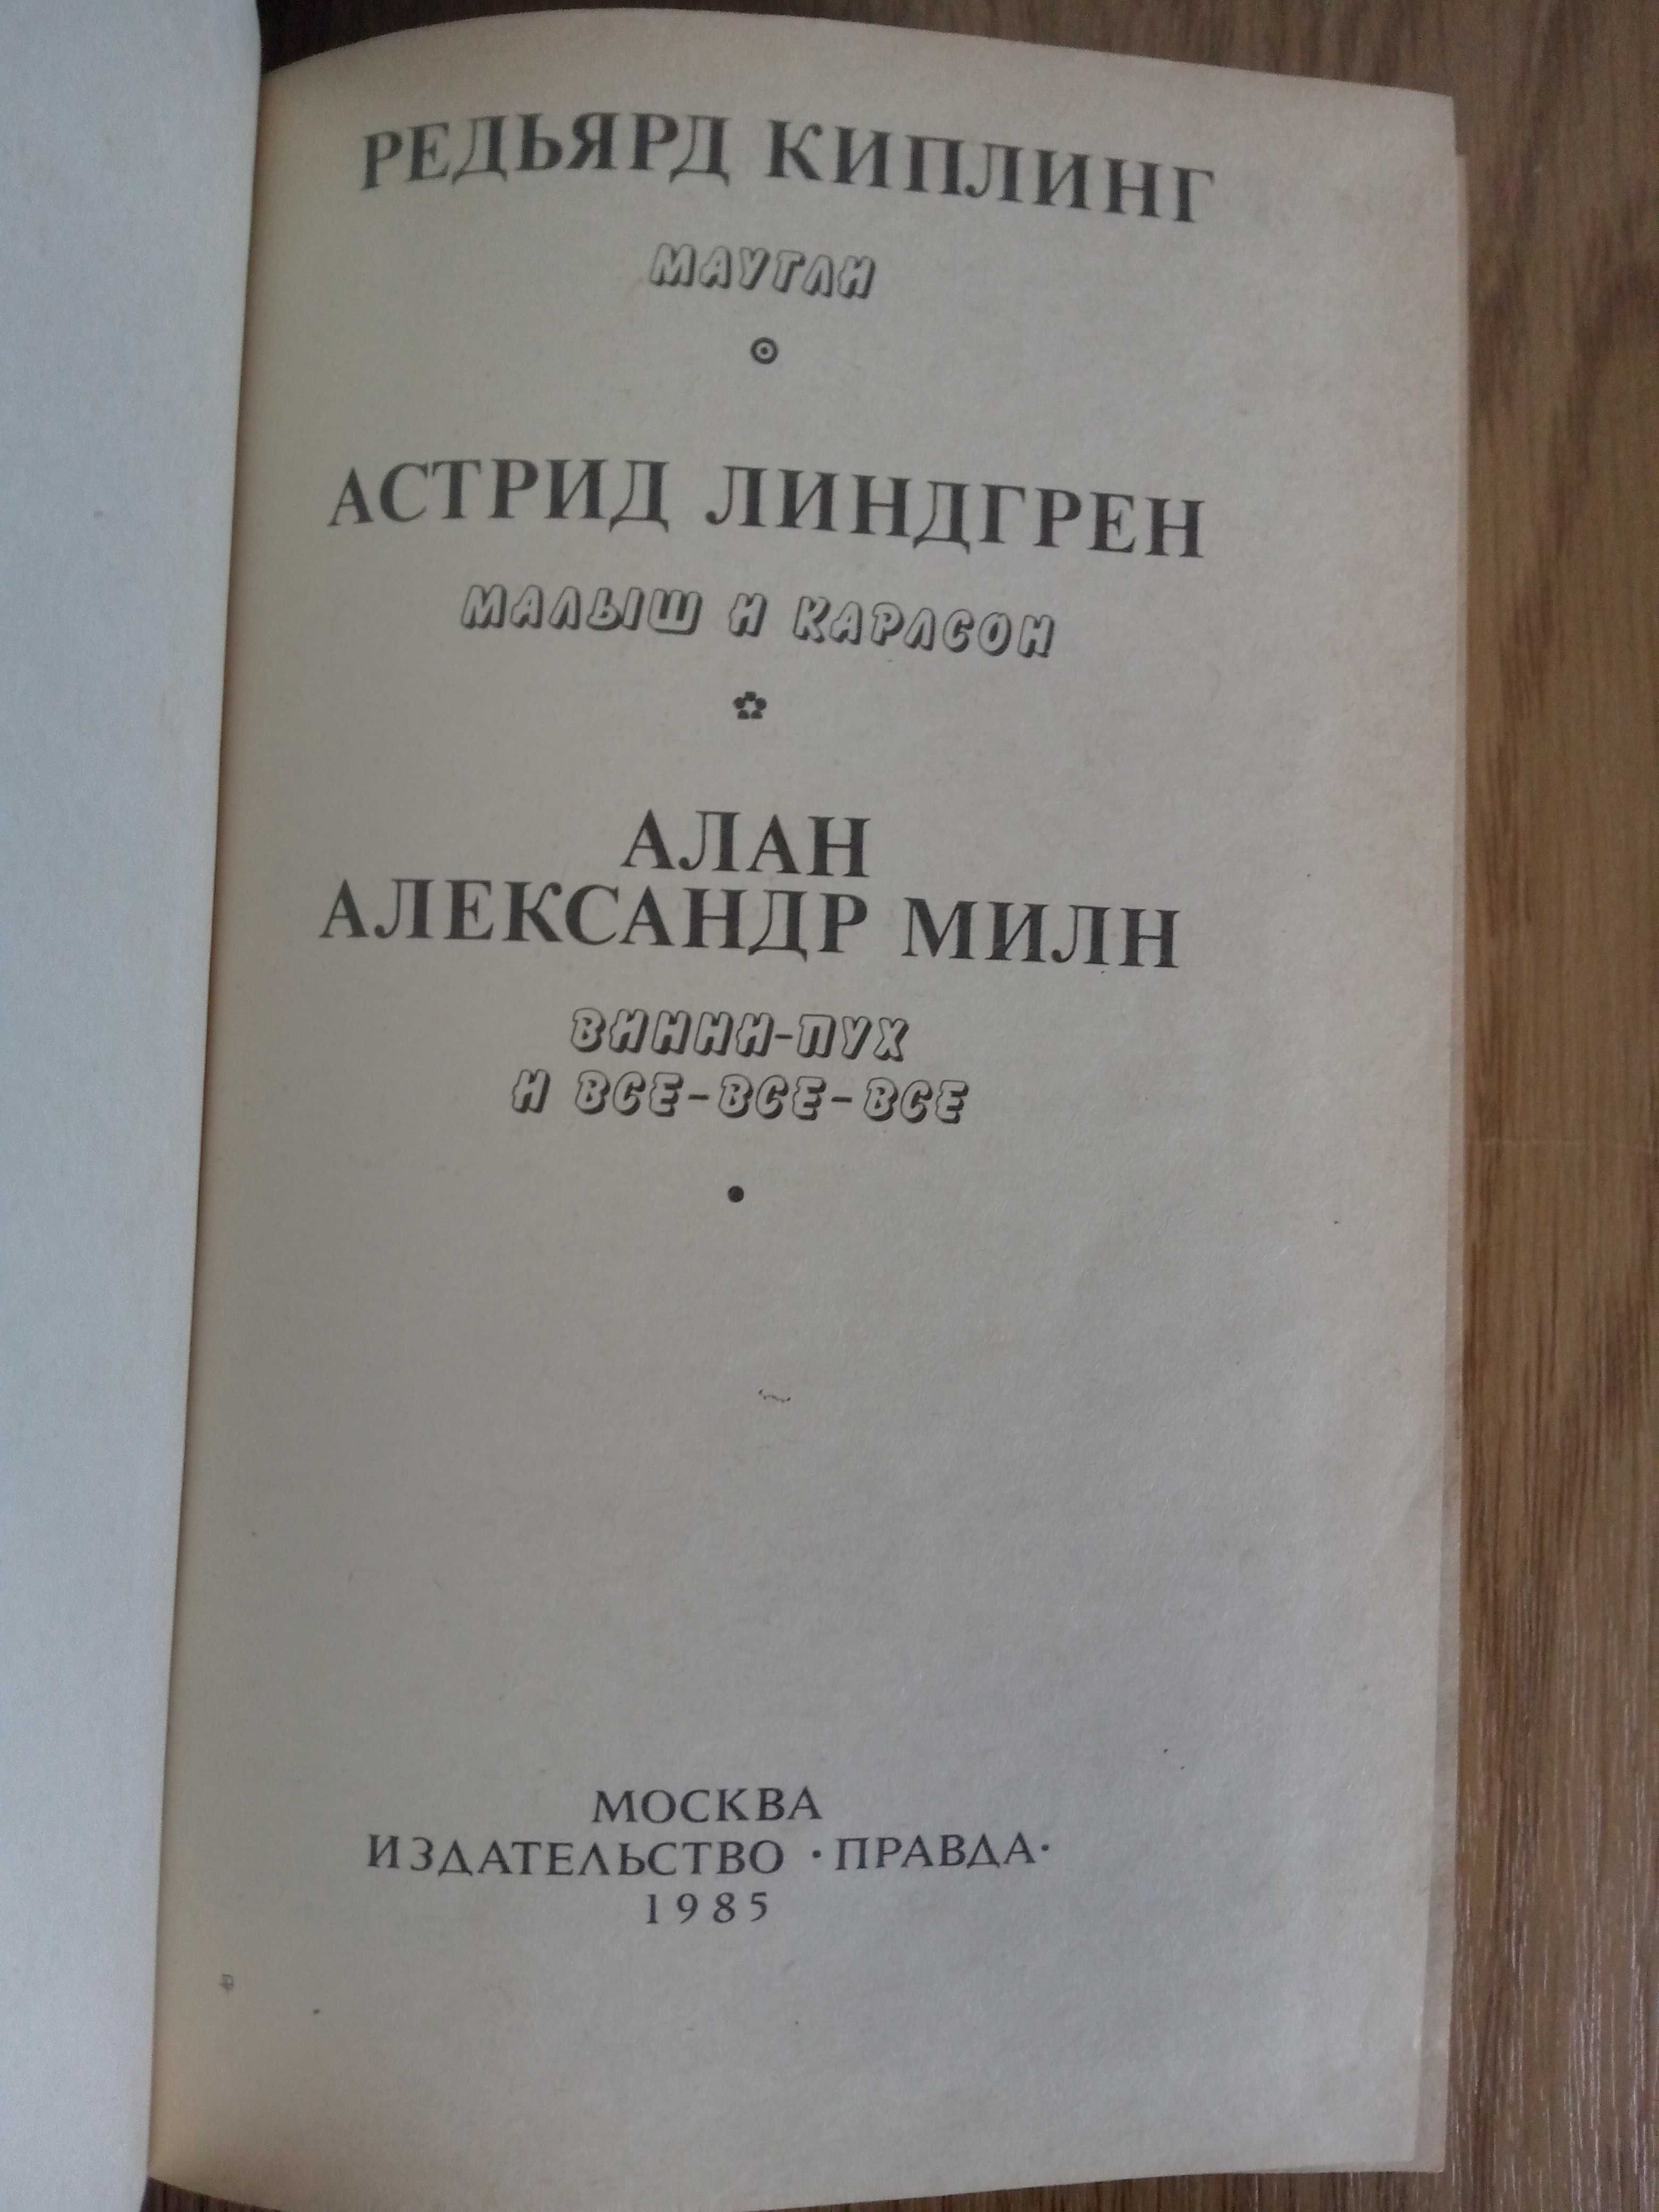 РЕДЬЯРД КИПЛИНГ
МАУГЛИ
АСТРИД ЛИНДГРЕН
МАЛЫШ И КАРЛСОН
АЛАН
АЛЕКСАНДР МИЛН
ВИННИ-ПУХ
И ВСЕ-ВСЕ-ВСЕ
МОСКВА
ИЗДАТЕЛЬСТВО •ПРАВДА•
1985